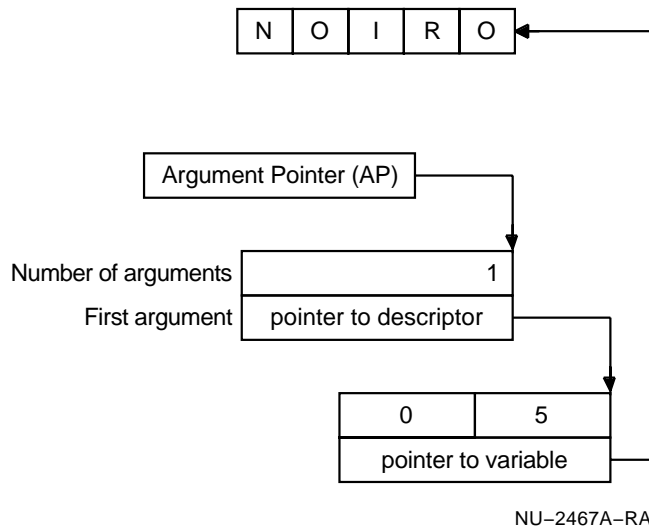 N O I R O
Argument Pointer (AP)
Number of arguments 1
First argument pointer to descriptor
0 5
pointer to variable
NU−2467A−RA